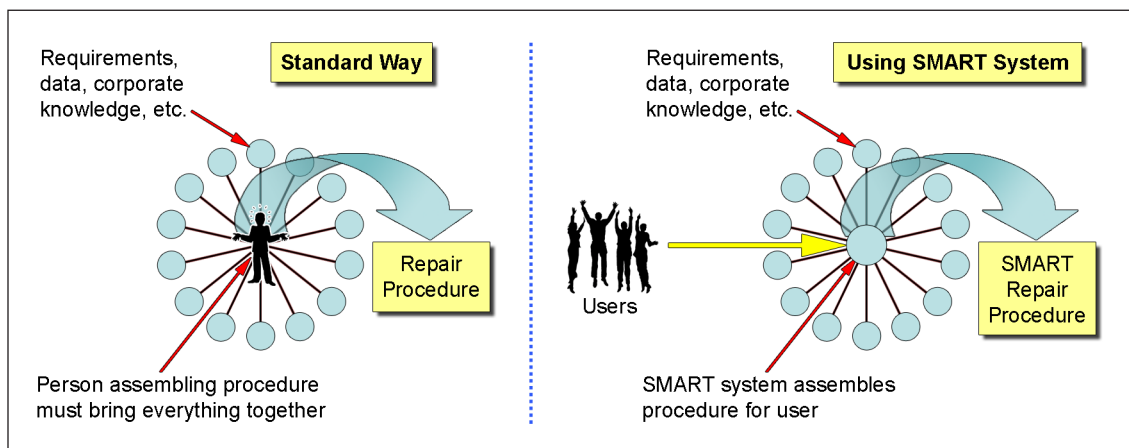 Requirements,
data, corporate
knowledge, etc.
Standard Way
Repair
Procedure
Person assembling procedure
must bring everything together
Requirements,
data, corporate
knowledge, etc.
Using SMART System
Users
SMART
Repair
Procedure
SMART system assembles
procedure for user